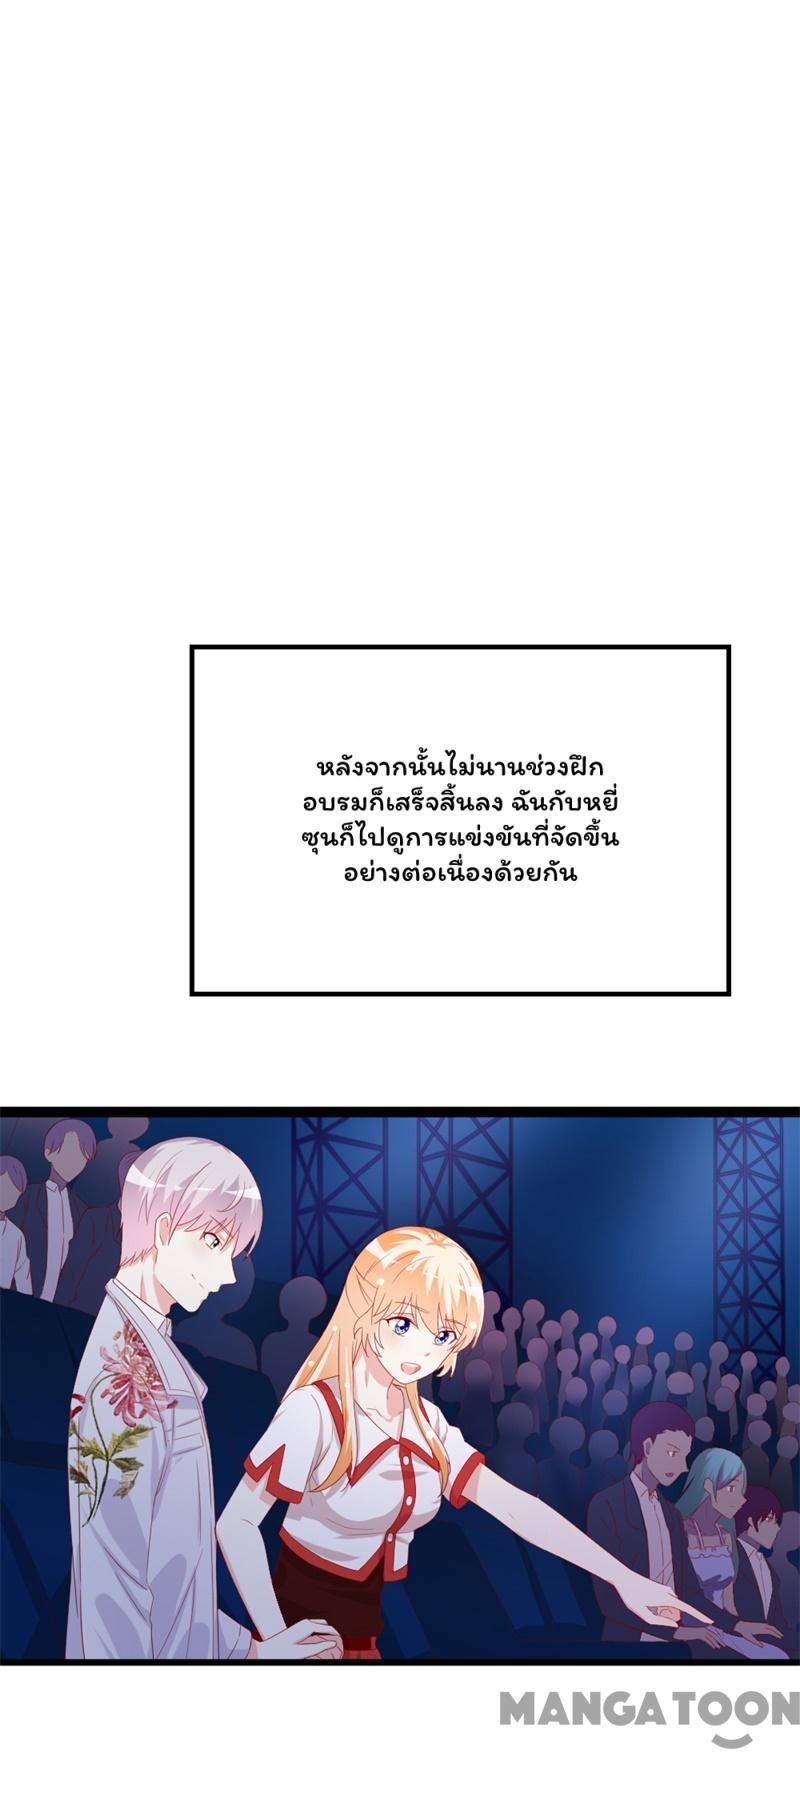 หลังจากนั้นไม่นานช่วงฝึก
อบรมก็เสร็จสิ้นลง ฉันกับหยี่
ซุนก็ไปดูการแข่งขันที่จัดขึ้น
อย่างต่อเนื่องด้วยกัน
MANGATOON